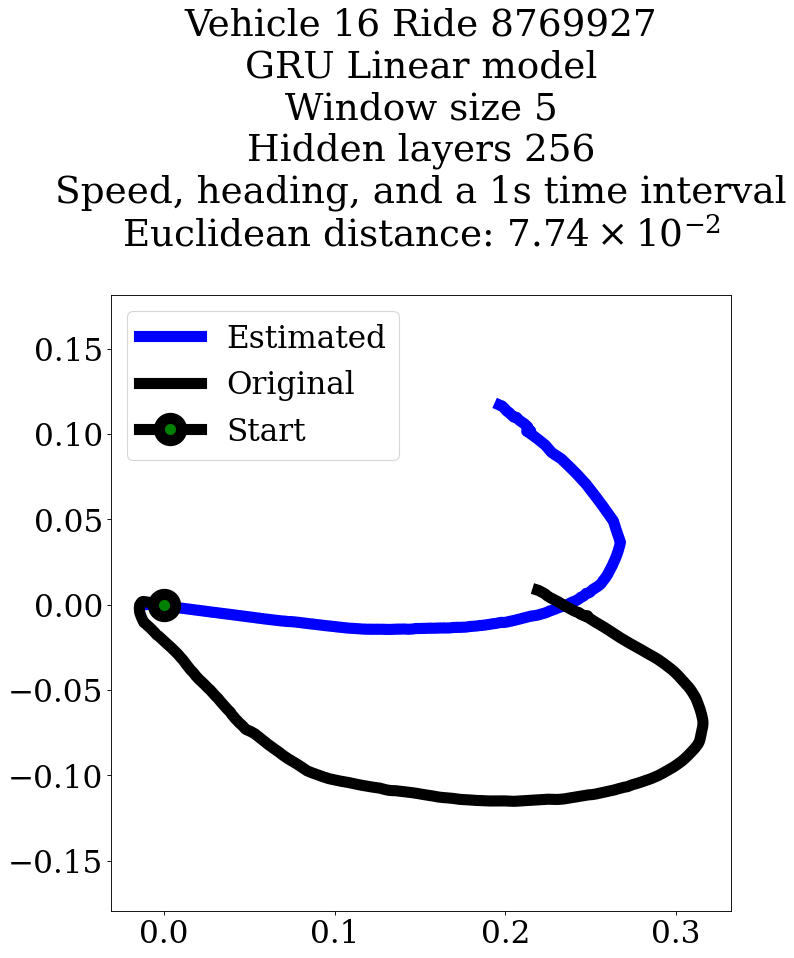 Vehicle 16 Ride 8769927
GRU Linear model
Window size 5
Hidden layers 256
Speed, heading, and a 1s time interval
Euclidean distance: 7.74 × 10⁻²
Estimated
Original
Start
0.15
0.10
0.05
0.00
−0.05
−0.10
−0.15
0.0 0.1 0.2 0.3